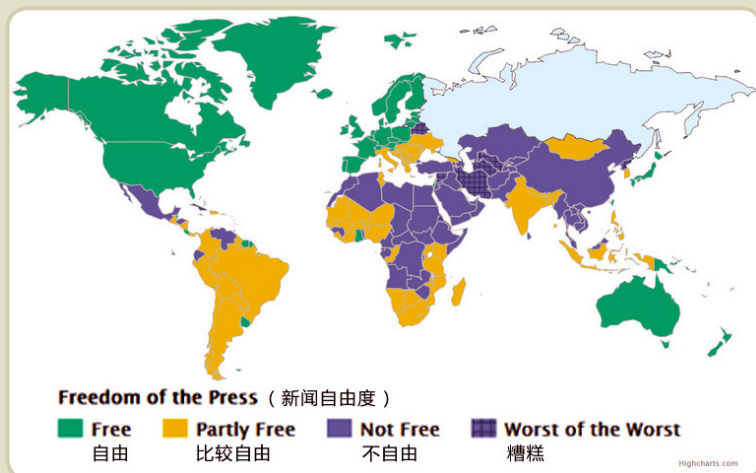 Freedom of the Press （新闻自由度）
Free Partly Free Not Free Worst of the Worst
自由 比较自由 不自由 糟糕
Highcharts.com